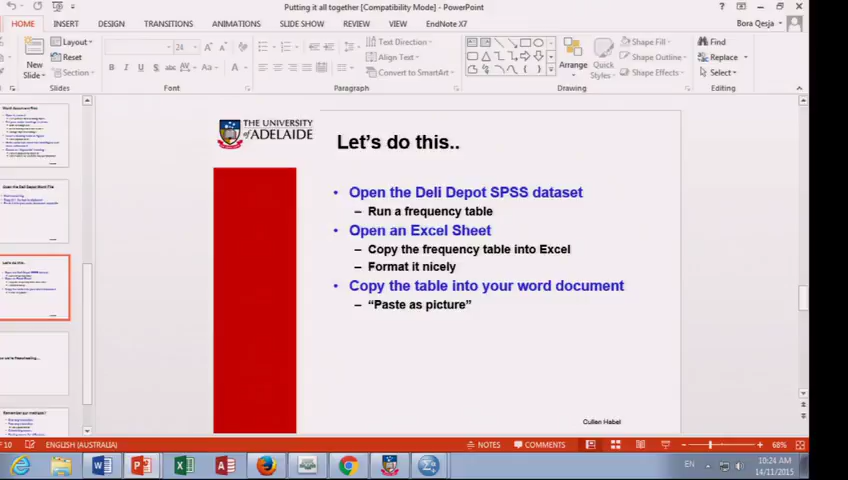 Putting it all together [Compatibility Mode] - PowerPoint
HOME INSERT DESIGN TRANSITIONS ANIMATIONS SLIDE SHOW REVIEW VIEW EndNote X7
Bora Qesja
New
Slide
Layout
Reset
Section
24
Text Direction
Align Text
Convert to SmartArt
Arrange
Quick
Styles
Shape Fill
Shape Outline
Shape Effects
Find
Replace
Select
Slides Font Paragraph Drawing Editing
THE UNIVERSITY
of ADELAIDE
Let's do this..
• Open the Deli Depot SPSS dataset
– Run a frequency table
• Open an Excel Sheet
– Copy the frequency table into Excel
– Format it nicely
• Copy the table into your word document
– “Paste as picture”
Cullen Habel
OF 10 ENGLISH (AUSTRALIA) NOTES COMMENTS 68%
EN
10:24 AM
14/11/2015